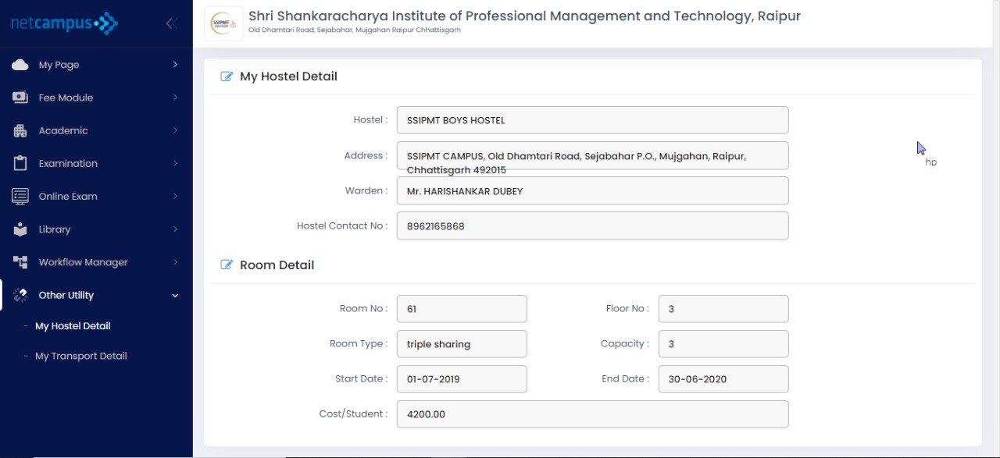 netcampus
SSIPMT
RAIPUR
Shri Shankaracharya Institute of Professional Management and Technology, Raipur
Old Dhamtari Road, Sejabahar, Mujgahan Raipur Chhattisgarh
My Page
Fee Module
Academic
Examination
Online Exam
Library
Workflow Manager
Other Utility
- My Hostel Detail
- My Transport Detail
My Hostel Detail
Hostel : SSIPMT BOYS HOSTEL
Address : SSIPMT CAMPUS, Old Dhamtari Road, Sejabahar P.O., Mujgahan, Raipur,
Chhattisgarh 492015
Warden : Mr. HARISHANKAR DUBEY
Hostel Contact No : 8962165868
hp
Room Detail
Room No : 61 Floor No : 3
Room Type : triple sharing Capacity : 3
Start Date : 01-07-2019 End Date : 30-06-2020
Cost/Student : 4200.00